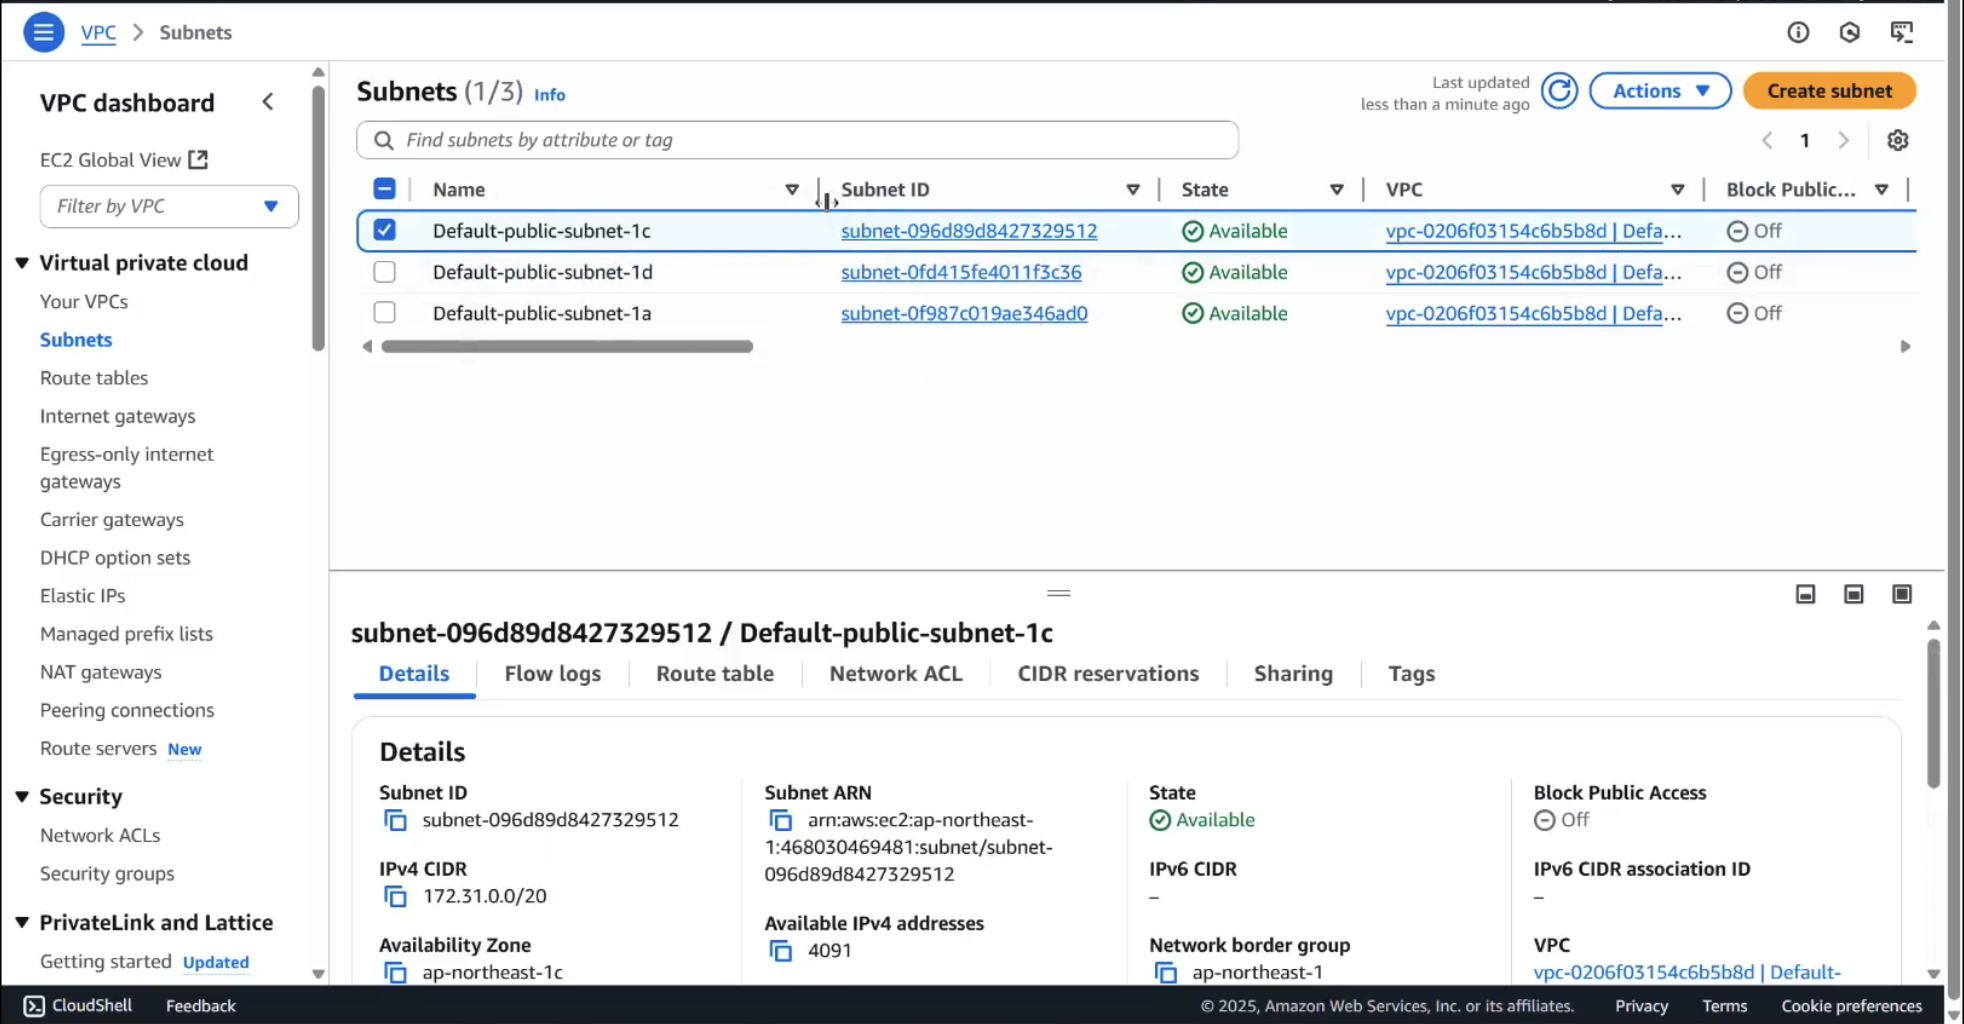 VPC > Subnets
VPC dashboard
EC2 Global View
Filter by VPC
Virtual private cloud
Your VPCs
Subnets
Route tables
Internet gateways
Egress-only internet
gateways
Carrier gateways
DHCP option sets
Elastic IPs
Managed prefix lists
NAT gateways
Peering connections
Route servers New
Security
Network ACLs
Security groups
PrivateLink and Lattice
Getting started Updated
Subnets (1/3) Info
Last updated
less than a minute ago
Actions
Create subnet
Find subnets by attribute or tag
1
Name Subnet ID State VPC Block Public...
Default-public-subnet-1c subnet-096d89d8427329512 Available vpc-0206f03154c6b5b8d | Defa... Off
Default-public-subnet-1d subnet-0fd415fe4011f3c36 Available vpc-0206f03154c6b5b8d | Defa... Off
Default-public-subnet-1a subnet-0f987c019ae346ad0 Available vpc-0206f03154c6b5b8d | Defa... Off
subnet-096d89d8427329512 / Default-public-subnet-1c
Details Flow logs Route table Network ACL CIDR reservations Sharing Tags
Details
Subnet ID
subnet-096d89d8427329512
IPv4 CIDR
172.31.0.0/20
Availability Zone
ap-northeast-1c
Subnet ARN
arn:aws:ec2:ap-northeast-
1:468030469481:subnet/subnet-
096d89d8427329512
Available IPv4 addresses
4091
State
Available
IPv6 CIDR
–
Network border group
ap-northeast-1
Block Public Access
Off
IPv6 CIDR association ID
–
VPC
vpc-0206f03154c6b5b8d | Default-
CloudShell Feedback © 2025, Amazon Web Services, Inc. or its affiliates. Privacy Terms Cookie preferences